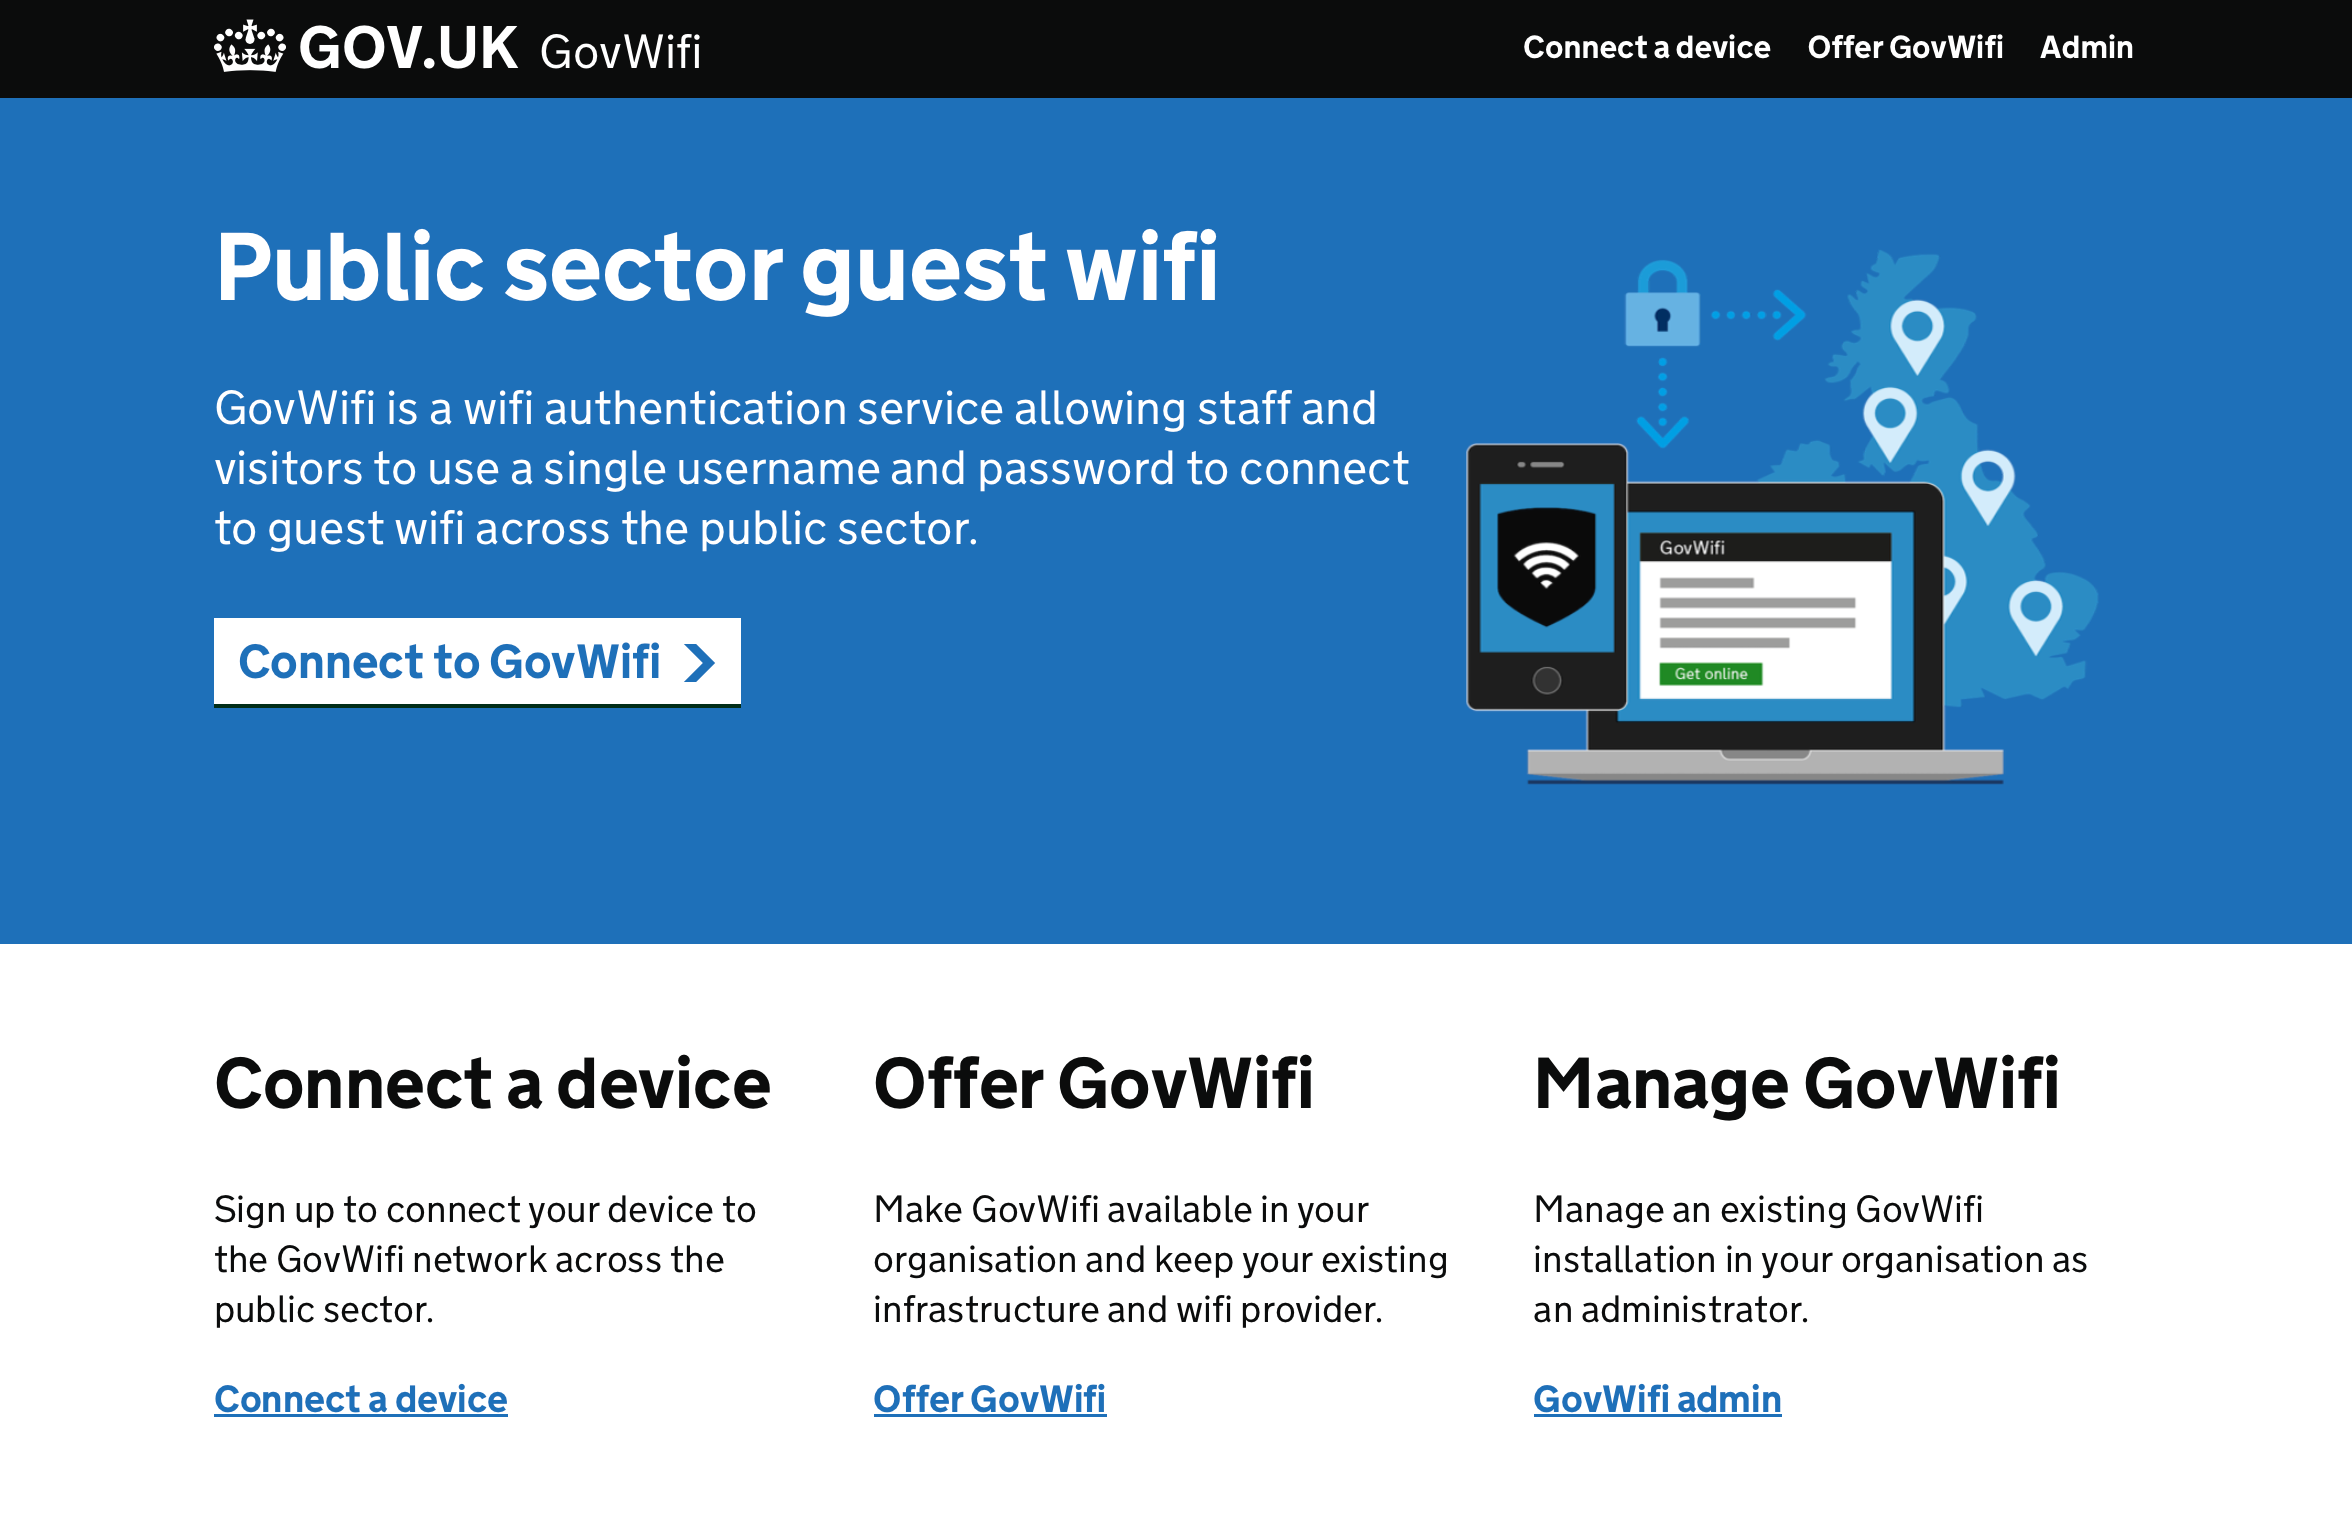 GOV.UK GovWifi
Connect a device Offer GovWifi Admin
Public sector guest wifi
GovWifi is a wifi authentication service allowing staff and
visitors to use a single username and password to connect
to guest wifi across the public sector.
Connect to GovWifi
GovWifi
Get online
Connect a device
Sign up to connect your device to
the GovWifi network across the
public sector.
Connect a device
Offer GovWifi
Make GovWifi available in your
organisation and keep your existing
infrastructure and wifi provider.
Offer GovWifi
Manage GovWifi
Manage an existing GovWifi
installation in your organisation as
an administrator.
GovWifi admin